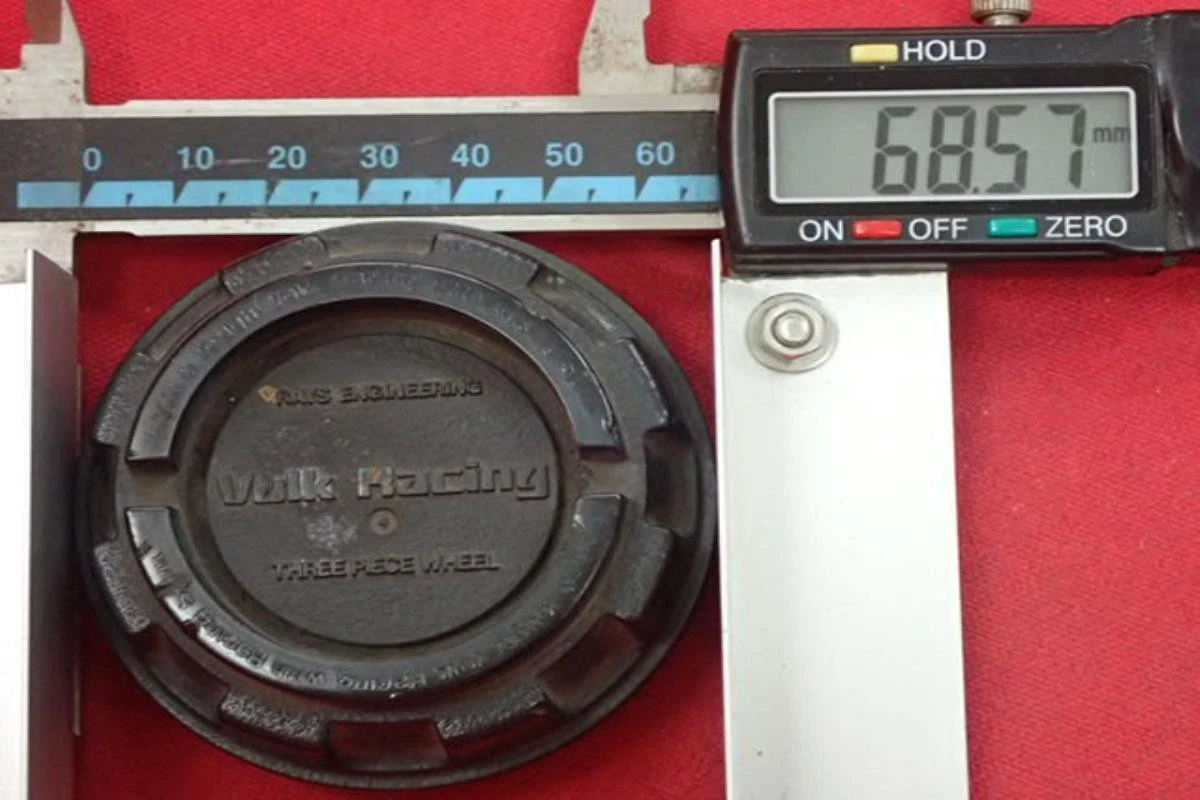 HOLD
0 10 20 30 40 50 60
68.57 mm
ON OFF ZERO
RAYS ENGINEERING
Volk Racing
THREE PIECE WHEEL